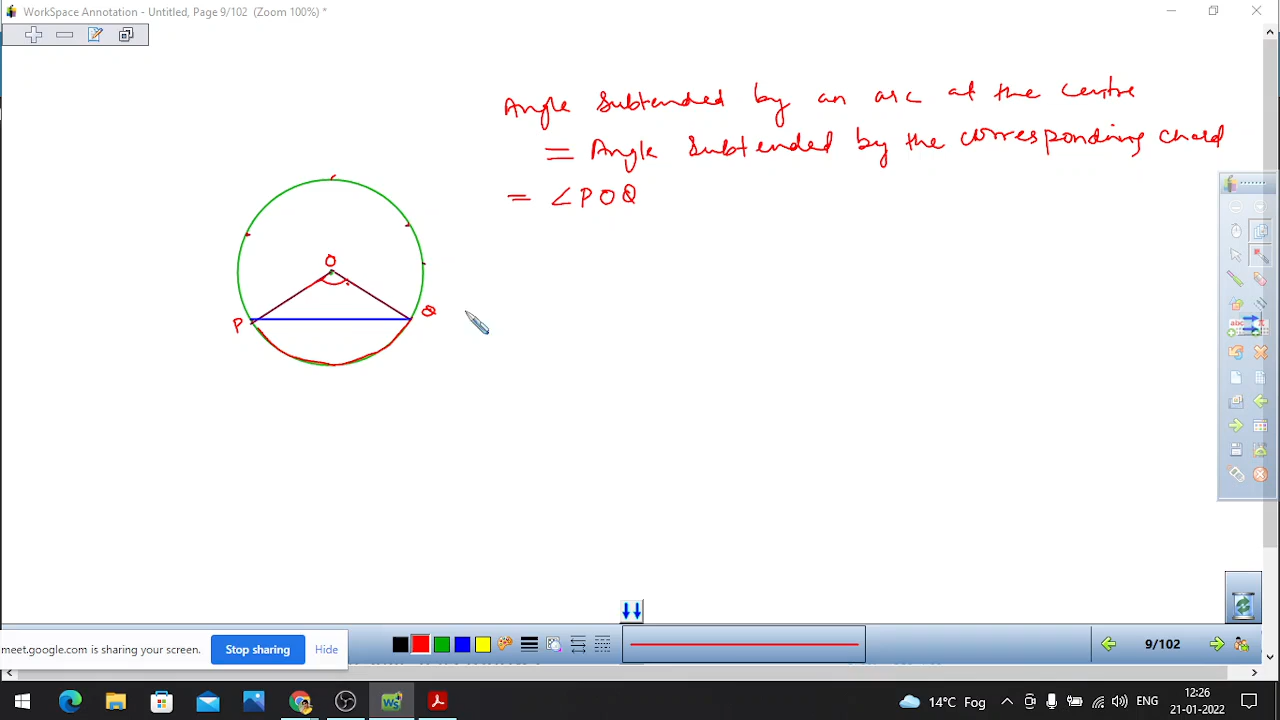 WorkSpace Annotation - Untitled, Page 9/102 (Zoom 100%) *
Angle subtended by an arc at the centre
= Angle subtended by the corresponding chord
= ∠POQ
O
P
Q
abc
meet.google.com is sharing your screen.
Stop sharing
Hide
9/102
WS
14°C Fog
ENG
12:26
21-01-2022